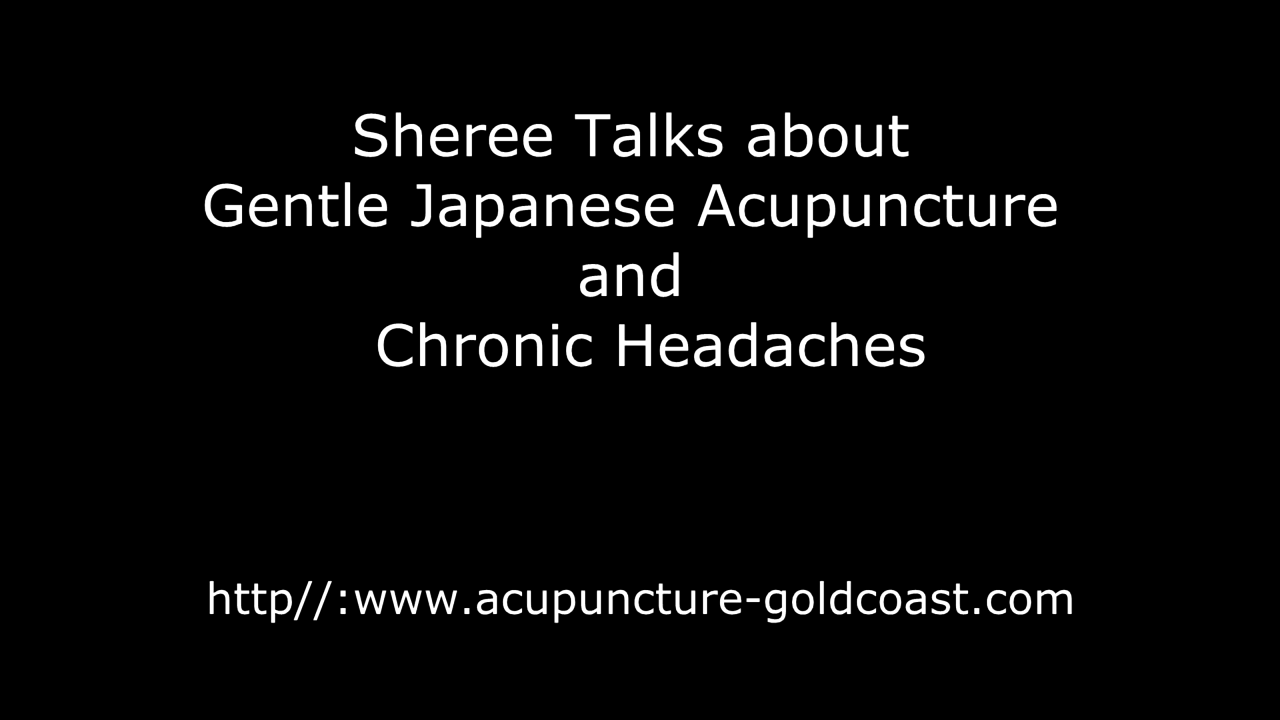 Sheree Talks about
Gentle Japanese Acupuncture
and
Chronic Headaches
http//:www.acupuncture-goldcoast.com